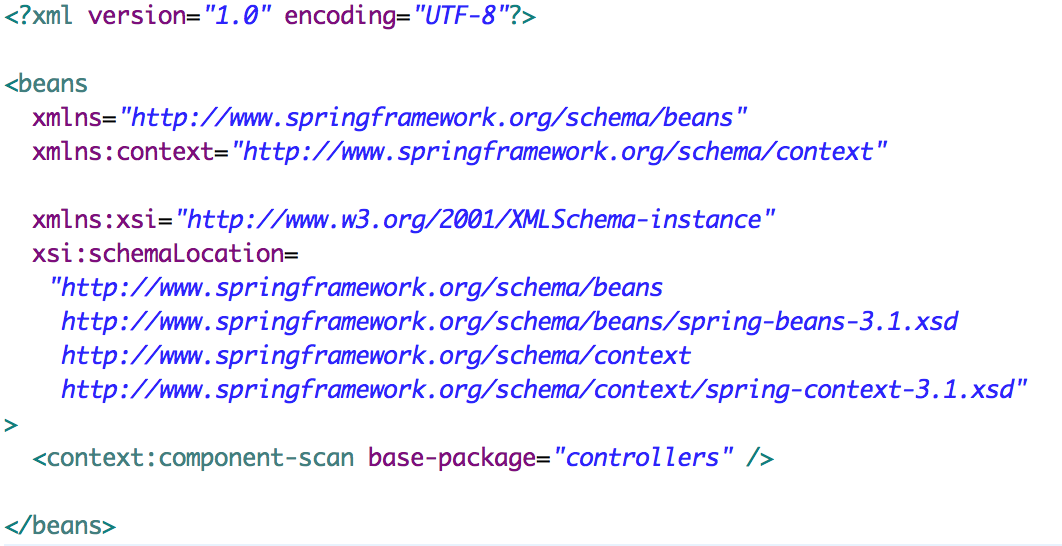 <?xml version="1.0" encoding="UTF-8"?>
<beans
xmlns="http://www.springframework.org/schema/beans"
xmlns:context="http://www.springframework.org/schema/context"
xmlns:xsi="http://www.w3.org/2001/XMLSchema-instance"
xsi:schemaLocation=
"http://www.springframework.org/schema/beans
http://www.springframework.org/schema/beans/spring-beans-3.1.xsd
http://www.springframework.org/schema/context
http://www.springframework.org/schema/context/spring-context-3.1.xsd"
>
<context:component-scan base-package="controllers" />
</beans>